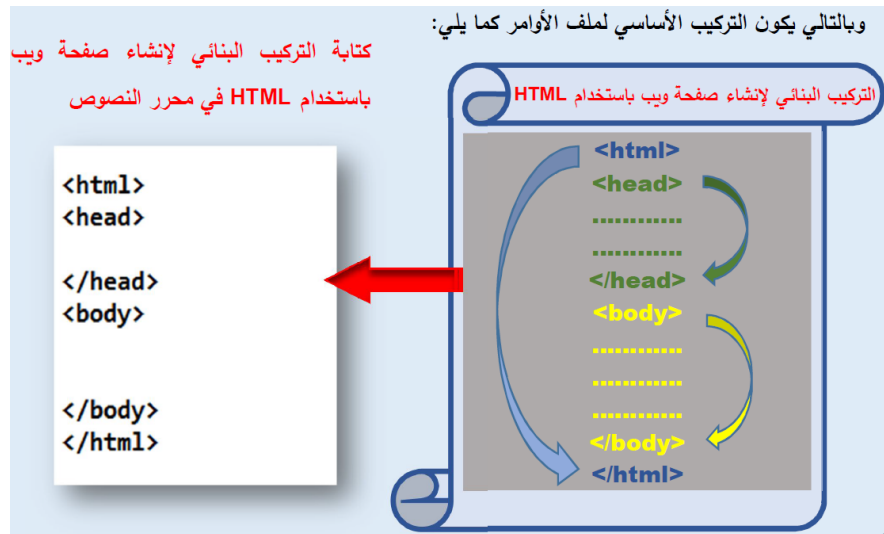 وبالتالي يكون التركيب الأساسي لملف الأوامر كما يلي:
التركيب البنائي لإنشاء صفحة ويب باستخدام HTML
<html>
<head>
............
............
</head>
<body>
............
............
............
</body>
</html>
كتابة التركيب البنائي لإنشاء صفحة ويب
باستخدام HTML في محرر النصوص
<html>
<head>
</head>
<body>
</body>
</html>